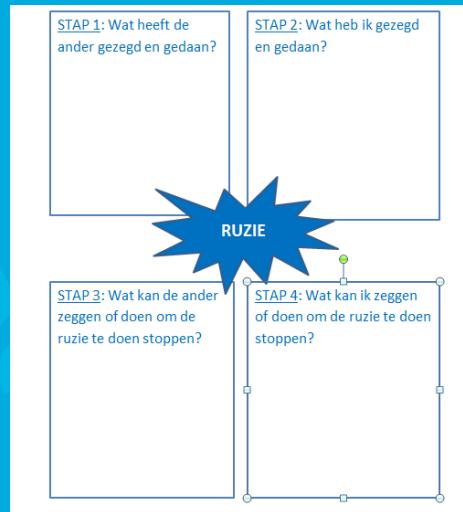 STAP 1: Wat heeft de
ander gezegd en gedaan?
STAP 2: Wat heb ik gezegd
en gedaan?
RUZIE
STAP 3: Wat kan de ander
zeggen of doen om de
ruzie te doen stoppen?
STAP 4: Wat kan ik zeggen
of doen om de ruzie te doen
stoppen?